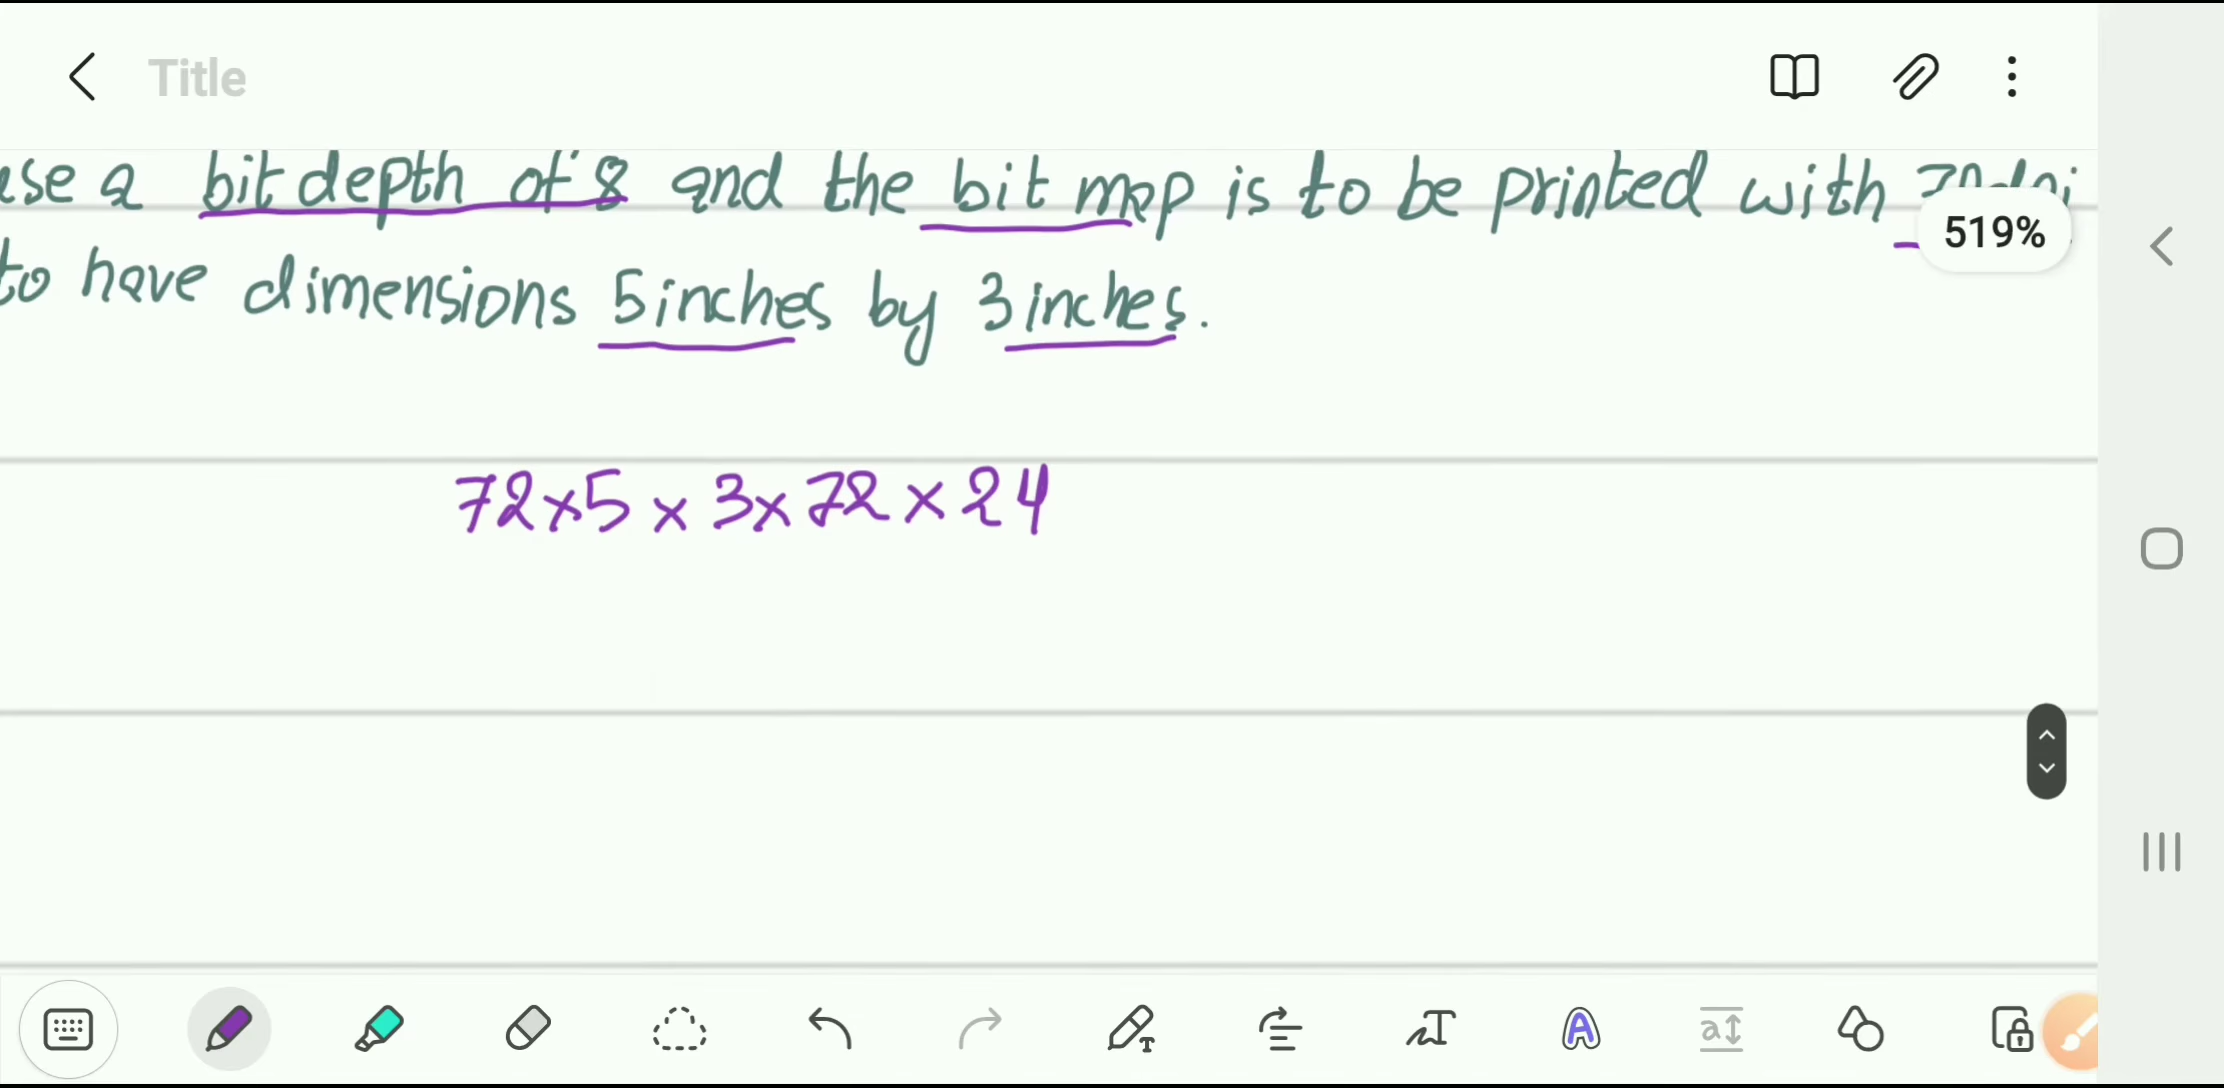 Title
use a bit depth of 8 and the bit map is to be printed with
519%
to have dimensions 5 inches by 3 inches.
72×5 × 3× 72 × 24